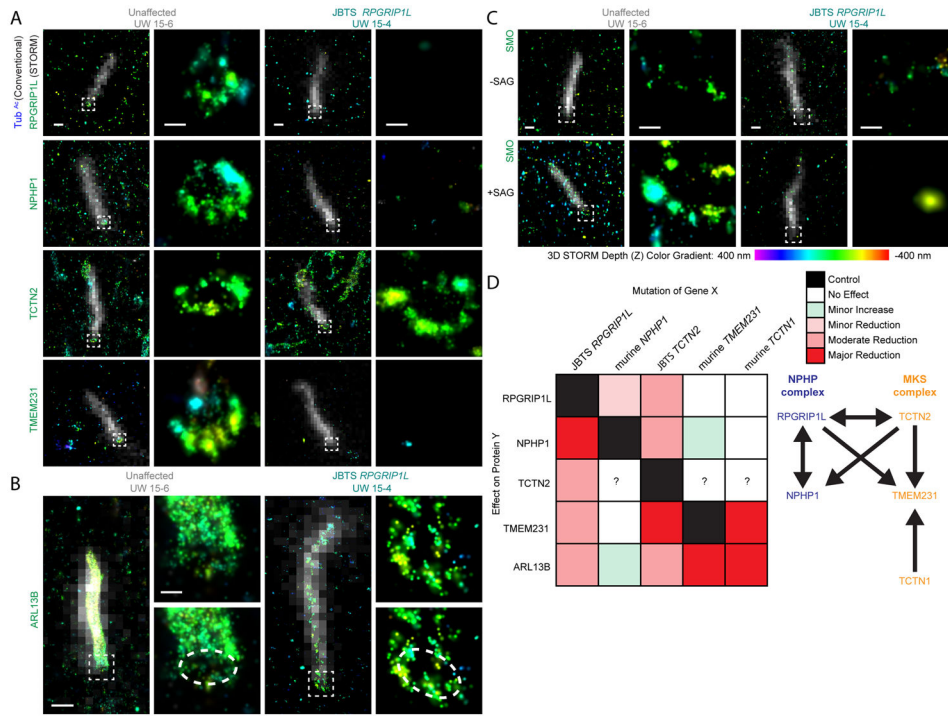 A
Unaffected
UW 15-6
JBTS RPGRIP1L
UW 15-4
Tub Ac (Conventional)
RPGRIP1L (STORM)
NPHP1
TCTN2
TMEM231
B
Unaffected
UW 15-6
JBTS RPGRIP1L
UW 15-4
ARL13B
C
Unaffected
UW 15-6
JBTS RPGRIP1L
UW 15-4
SMO
-SAG
SMO
+SAG
3D STORM Depth (Z) Color Gradient: 400 nm -400 nm
D
Mutation of Gene X
Control
No Effect
Minor Increase
Minor Reduction
Moderate Reduction
Major Reduction
JBTS RPGRIP1L
murine NPHP1
JBTS TCTN2
murine TMEM231
murine TCTN1
Effect on Protein Y
RPGRIP1L
NPHP1
TCTN2 ? ? ?
TMEM231
ARL13B
NPHP
complex
MKS
complex
RPGRIP1L TCTN2
NPHP1 TMEM231
TCTN1